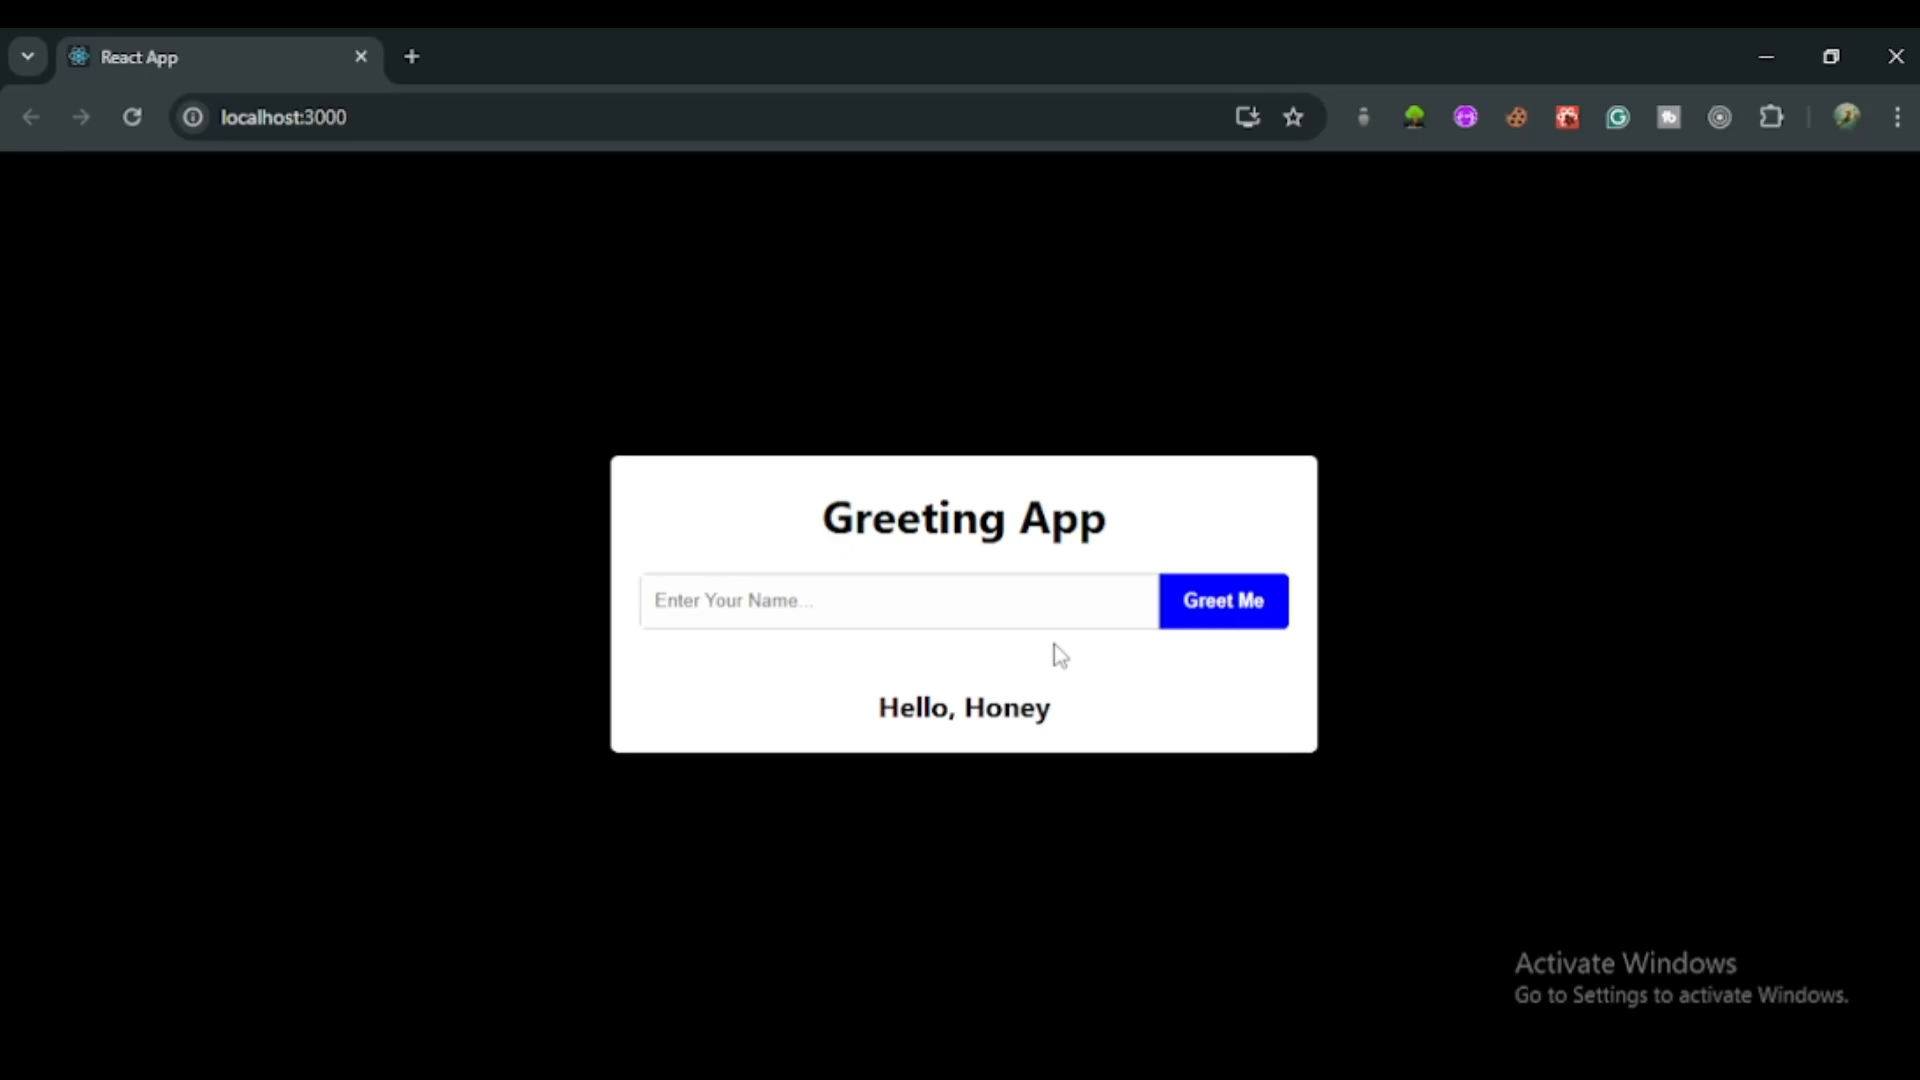 React App
localhost:3000
Greeting App
Enter Your Name...
Greet Me
Hello, Honey
Activate Windows
Go to Settings to activate Windows.